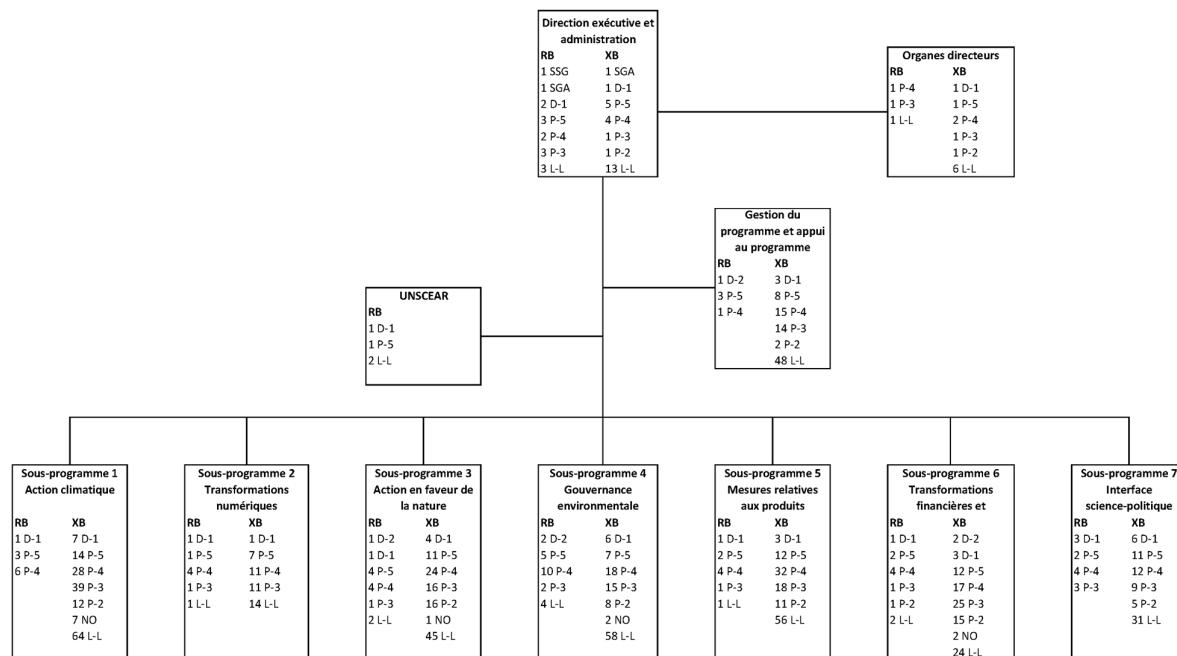 Direction exécutive et
administration
RB XB
1 SSG 1 SGA
1 SGA 1 D-1
2 D-1 5 P-5
3 P-5 4 P-4
2 P-4 1 P-3
3 P-3 1 P-2
3 L-L 13 L-L
Organes directeurs
RB XB
1 P-4 1 D-1
1 P-3 1 P-5
1 L-L 2 P-4
1 P-3
1 P-2
6 L-L
Gestion du
programme et appui
au programme
RB XB
1 D-2 3 D-1
3 P-5 8 P-5
1 P-4 15 P-4
14 P-3
2 P-2
48 L-L
UNSCEAR
RB
1 D-1
1 P-5
2 L-L
Sous-programme 1
Action climatique
RB XB
1 D-1 7 D-1
3 P-5 14 P-5
6 P-4 28 P-4
39 P-3
12 P-2
7 NO
64 L-L
Sous-programme 2
Transformations
numériques
RB XB
1 D-1 1 D-1
1 P-5 7 P-5
4 P-4 11 P-4
1 P-3 11 P-3
1 L-L 14 L-L
Sous-programme 3
Action en faveur de
la nature
RB XB
1 D-2 4 D-1
1 D-1 11 P-5
4 P-5 24 P-4
4 P-4 16 P-3
1 P-3 16 P-2
2 L-L 1 NO
45 L-L
Sous-programme 4
Gouvernance
environmentale
RB XB
2 D-2 6 D-1
5 P-5 7 P-5
10 P-4 18 P-4
2 P-3 15 P-3
4 L-L 8 P-2
2 NO
58 L-L
Sous-programme 5
Mesures relatives
aux produits
RB XB
1 D-1 3 D-1
2 P-5 12 P-5
4 P-4 32 P-4
1 P-3 18 P-3
1 L-L 11 P-2
56 L-L
Sous-programme 6
Transformations
financières et
RB XB
1 D-1 2 D-2
2 P-5 3 D-1
4 P-4 12 P-5
1 P-3 17 P-4
1 P-2 25 P-3
2 L-L 15 P-2
2 NO
24 L-L
Sous-programme 7
Interface
science-politique
RB XB
3 D-1 6 D-1
2 P-5 11 P-5
4 P-4 12 P-4
3 P-3 9 P-3
5 P-2
31 L-L